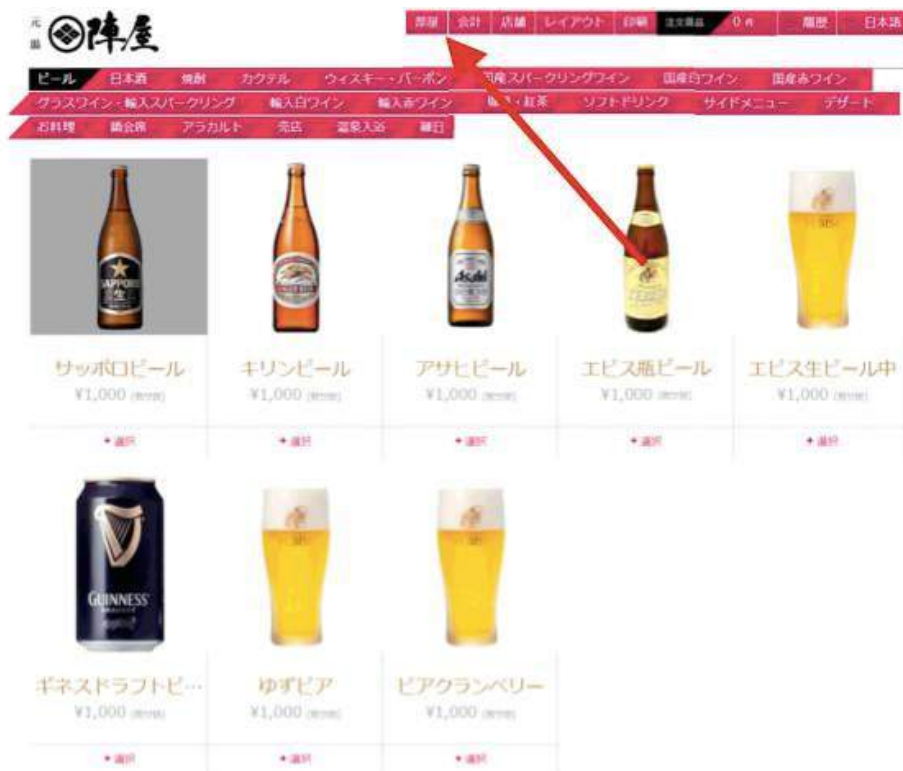 元湯 陣屋
部屋 会計 店舗 レイアウト 印刷 注文商品 0 件 履歴 日本語
ビール 日本酒 焼酎 カクテル ウィスキー・バーボン 国産スパークリングワイン 国産白ワイン 国産赤ワイン
グラスワイン・輸入スパークリング 輸入白ワイン 輸入赤ワイン 珈琲・紅茶 ソフトドリンク サイドメニュー デザート
お料理 鍋会席 アラカルト 売店 温泉入浴
サッポロビール キリンビール アサヒビール エビス瓶ビール エビス生ビール中
¥1,000 ¥1,000 ¥1,000 ¥1,000 ¥1,000
+選択 +選択 +選択 +選択 +選択
ギネスドラフトビ… ゆずビア ビアクランベリー
¥1,000 ¥1,000 ¥1,000
+選択 +選択 +選択
SAPPORO
生
Asahi
GUINNESS